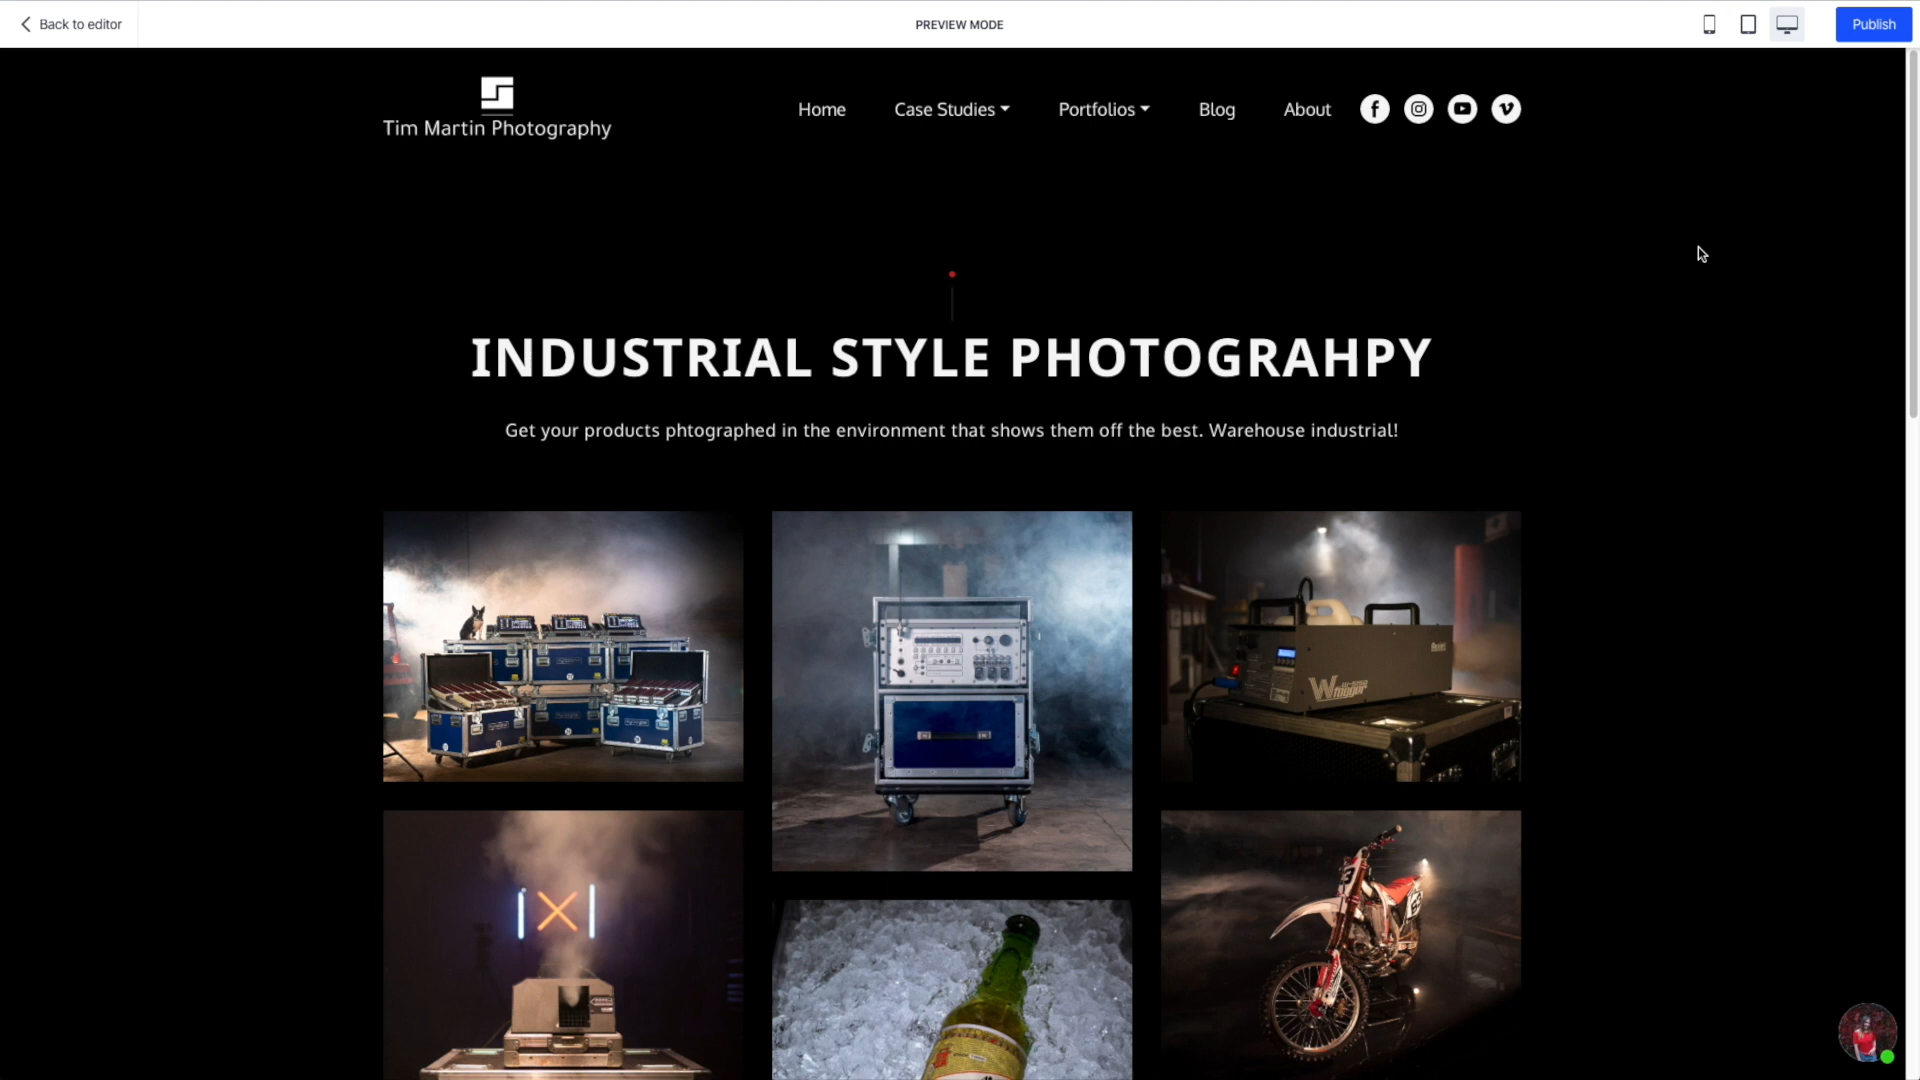 Back to editor
PREVIEW MODE
Publish
Tim Martin Photography
Home
Case Studies
Portfolios
Blog
About
INDUSTRIAL STYLE PHOTOGRAHPY
Get your products phtographed in the environment that shows them off the best. Warehouse industrial!